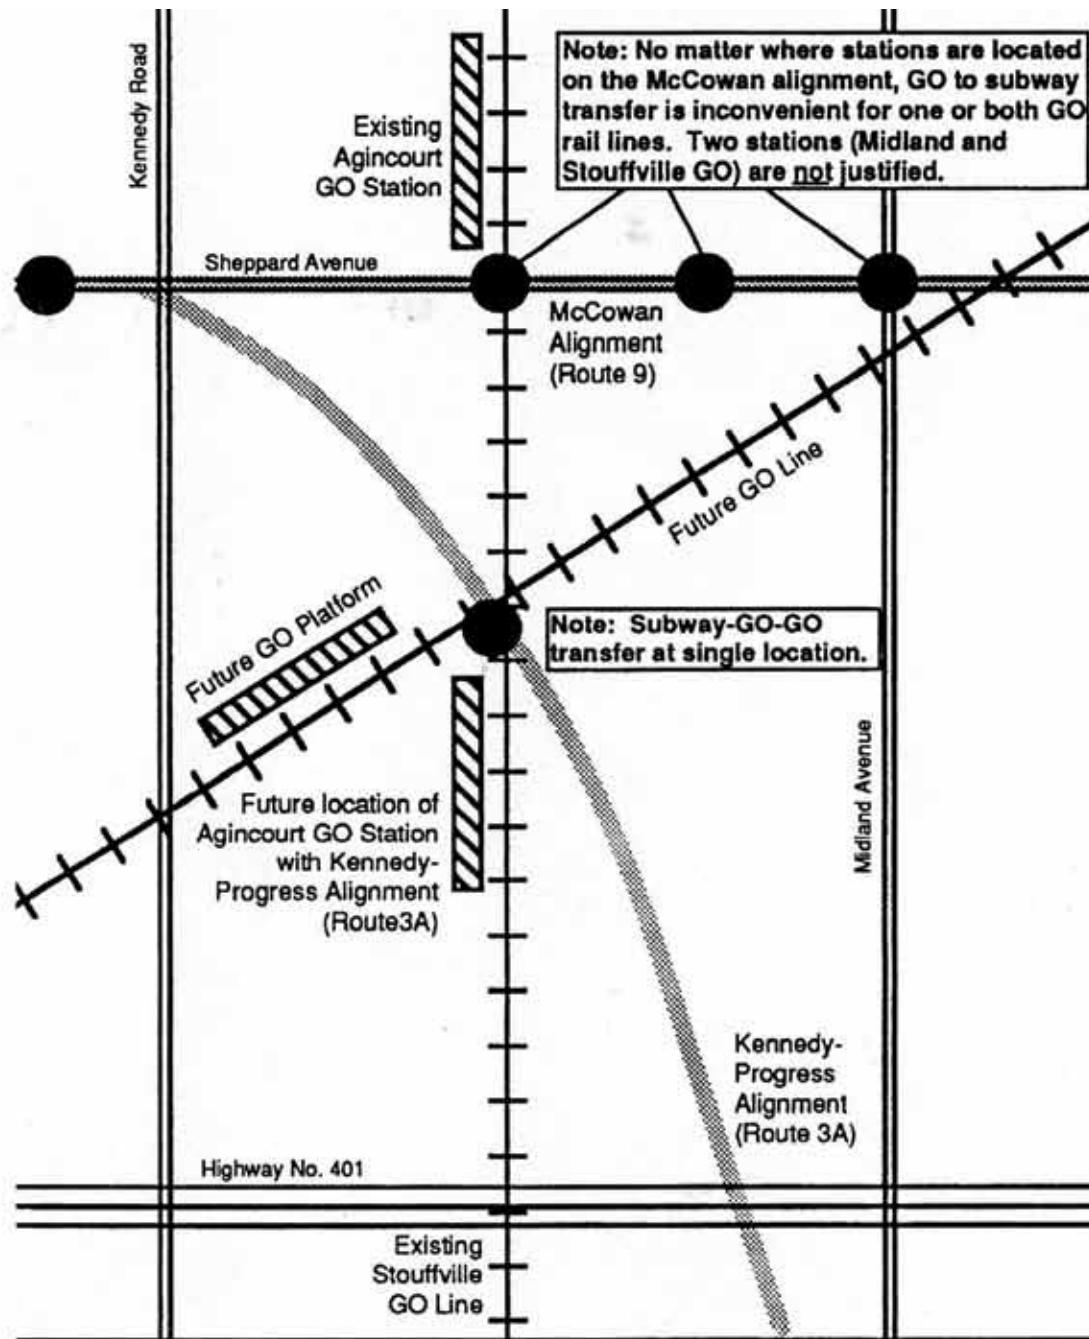 Kennedy Road
Note: No matter where stations are located
on the McCowan alignment, GO to subway
transfer is inconvenient for one or both GO
rail lines. Two stations (Midland and
Stouffville GO) are not justified.
Existing
Agincourt
GO Station
Sheppard Avenue
McCowan
Alignment
(Route 9)
Future GO Line
Future GO Platform
Note: Subway-GO-GO
transfer at single location.
Midland Avenue
Future location of
Agincourt GO Station
with Kennedy-
Progress Alignment
(Route3A)
Kennedy-
Progress
Alignment
(Route 3A)
Highway No. 401
Existing
Stouffville
GO Line